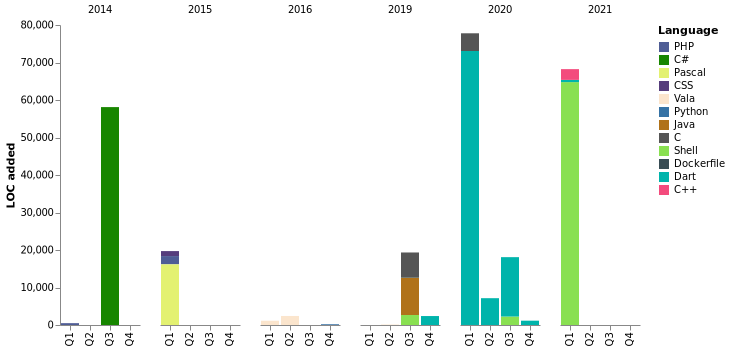 2014 2015 2016 2019 2020 2021
80,000
70,000
60,000
50,000
40,000
30,000
20,000
10,000
0
LOC added
Q1 Q2 Q3 Q4 Q1 Q2 Q3 Q4 Q1 Q2 Q3 Q4 Q1 Q2 Q3 Q4 Q1 Q2 Q3 Q4 Q1 Q2 Q3 Q4
Language
PHP
C#
Pascal
CSS
Vala
Python
Java
C
Shell
Dockerfile
Dart
C++